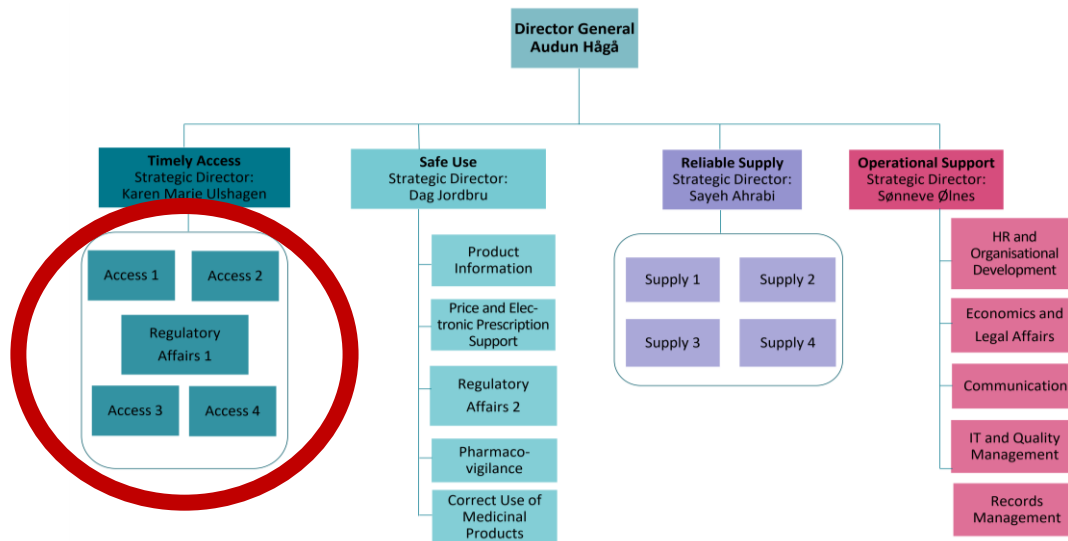 Director General
Audun Hågå
Timely Access
Strategic Director:
Karen Marie Ulshagen
Safe Use
Strategic Director:
Dag Jordbru
Reliable Supply
Strategic Director:
Sayeh Ahrabi
Operational Support
Strategic Director:
Sønneve Ølnes
Access 1
Access 2
Regulatory
Affairs 1
Access 3
Access 4
Product
Information
Price and Elec-
tronic Prescription
Support
Regulatory
Affairs 2
Pharmaco-
vigilance
Correct Use of
Medicinal
Products
Supply 1
Supply 2
Supply 3
Supply 4
HR and
Organisational
Development
Economics and
Legal Affairs
Communication
IT and Quality
Management
Records
Management